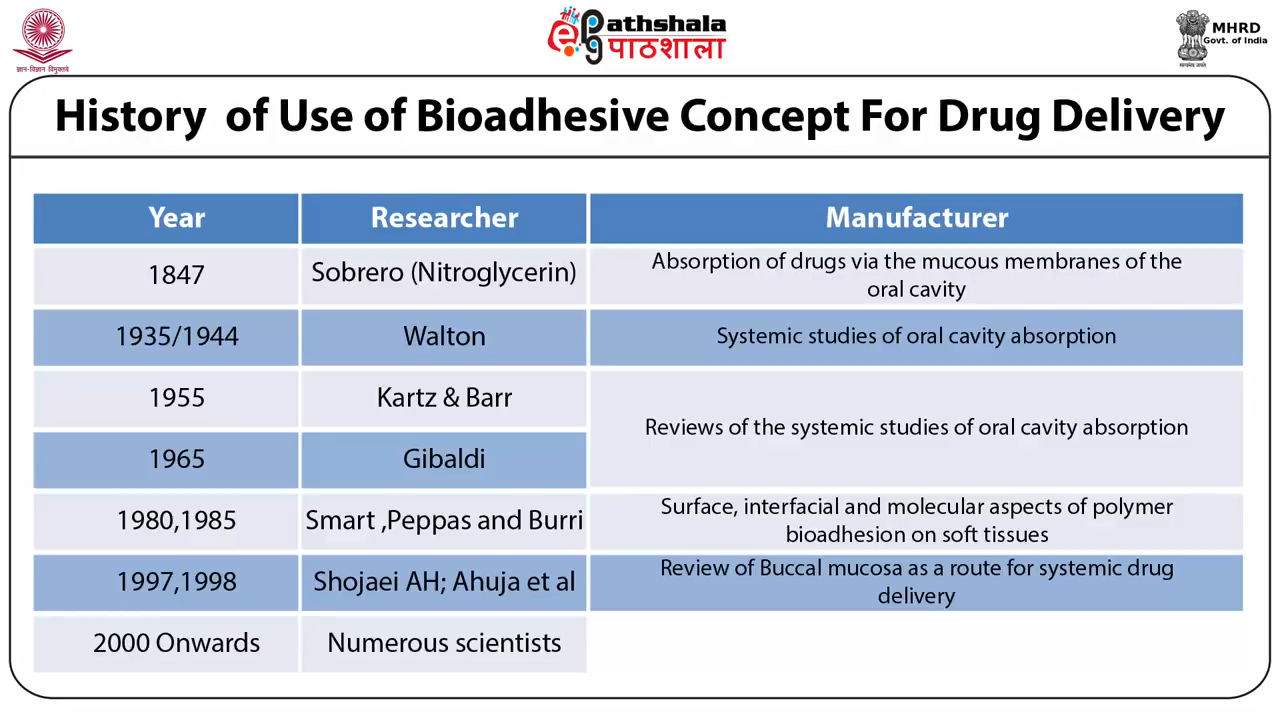 ज्ञान-विज्ञान विमुक्तये
ePathshala
पाठशाला
MHRD
Govt. of India
सत्यमेव जयते
History of Use of Bioadhesive Concept For Drug Delivery
Year Researcher Manufacturer
1847 Sobrero (Nitroglycerin) Absorption of drugs via the mucous membranes of the
oral cavity
1935/1944 Walton Systemic studies of oral cavity absorption
1955 Kartz & Barr
Reviews of the systemic studies of oral cavity absorption
1965 Gibaldi
1980,1985 Smart ,Peppas and Burri Surface, interfacial and molecular aspects of polymer
bioadhesion on soft tissues
1997,1998 Shojaei AH; Ahuja et al Review of Buccal mucosa as a route for systemic drug
delivery
2000 Onwards Numerous scientists